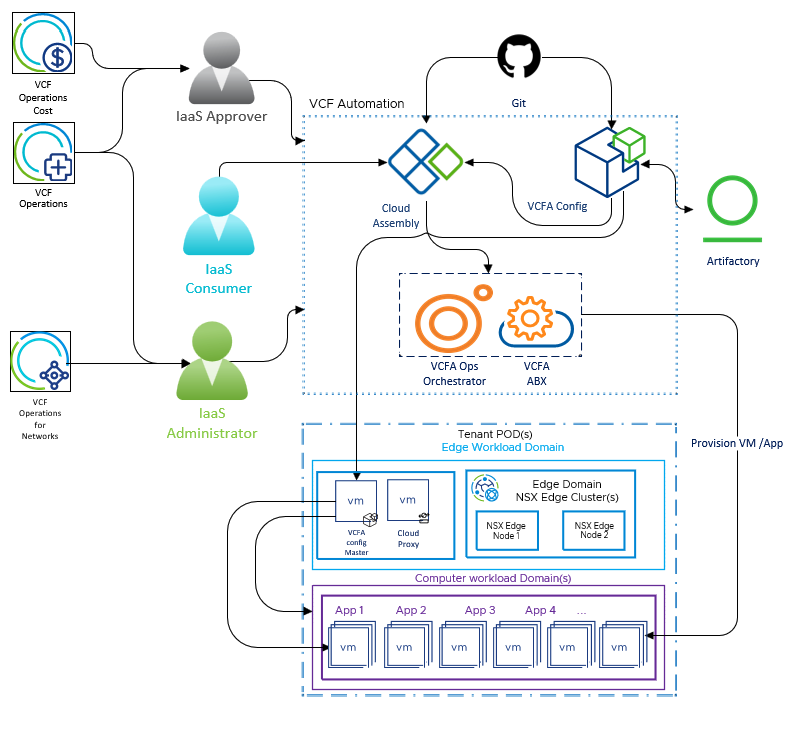 $
VCF
Operations
Cost
VCF
Operations
VCF
Operations
for
Networks
IaaS Approver
IaaS
Consumer
IaaS
Administrator
VCF Automation
Git
Cloud
Assembly
VCFA Config
Artifactory
VCFA Ops
Orchestrator
VCFA
ABX
Provision VM /App
Tenant POD(s)
Edge Workload Domain
vm
VCFA
config
Master
vm
Cloud
Proxy
Edge Domain
NSX Edge Cluster(s)
NSX Edge
Node 1
NSX Edge
Node 2
Computer workload Domain(s)
App 1
App 2
App 3
App 4
...
vm
vm
vm
vm
vm
vm